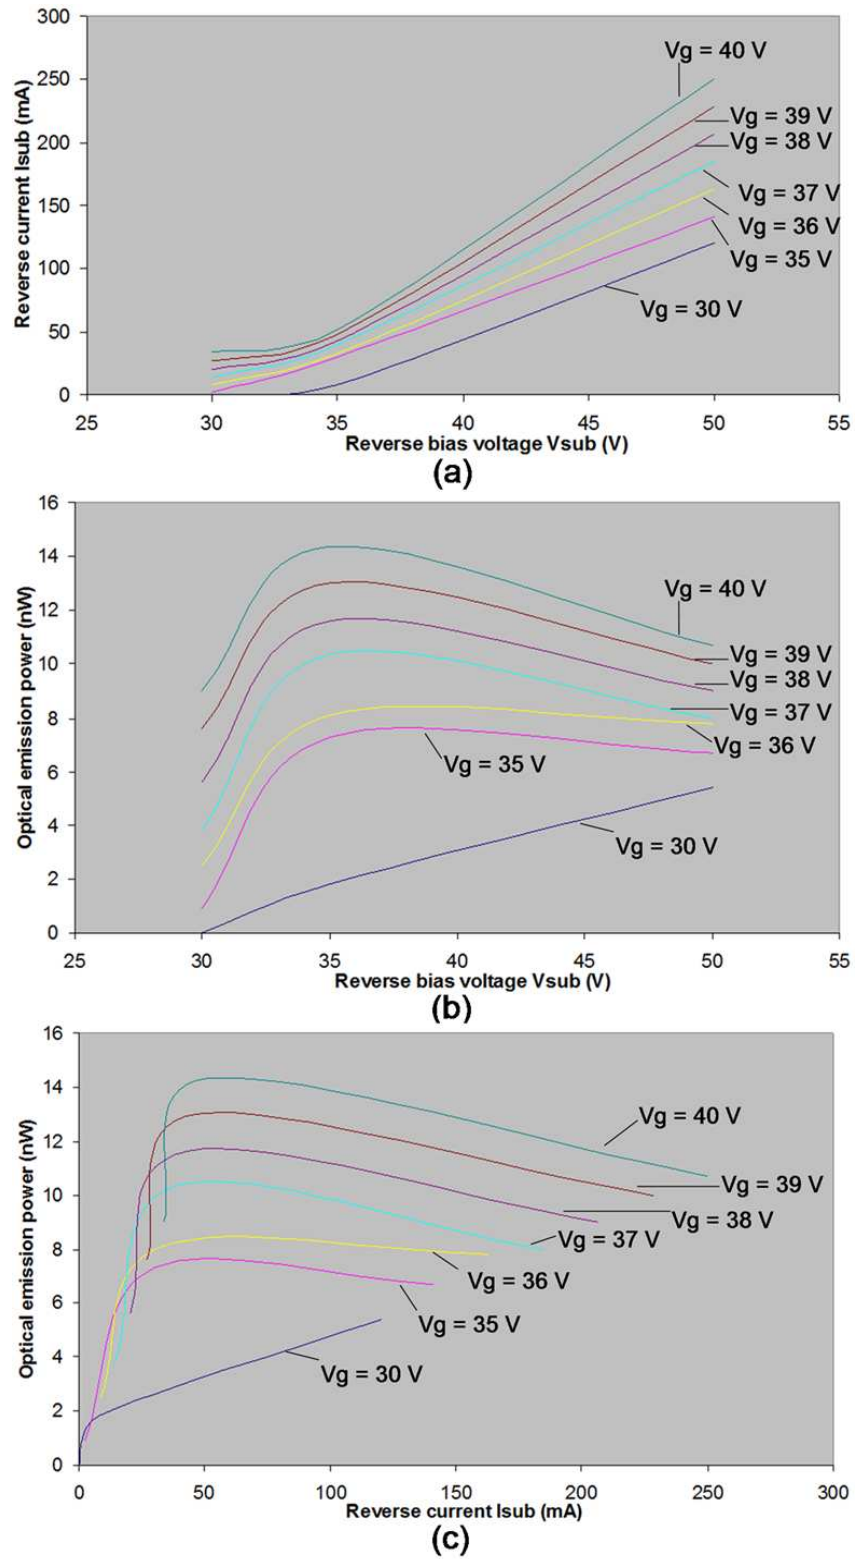 300
250
200
150
100
50
0
Reverse current Isub (mA)
Vg = 40 V
Vg = 39 V
Vg = 38 V
Vg = 37 V
Vg = 36 V
Vg = 35 V
Vg = 30 V
25 30 35 40 45 50 55
Reverse bias voltage Vsub (V)
(a)
16
14
12
10
8
6
4
2
0
Optical emission power (nW)
Vg = 40 V
Vg = 39 V
Vg = 38 V
Vg = 37 V
Vg = 36 V
Vg = 35 V
Vg = 30 V
25 30 35 40 45 50 55
Reverse bias voltage Vsub (V)
(b)
16
14
12
10
8
6
4
2
0
Optical emission power (nW)
Vg = 40 V
Vg = 39 V
Vg = 38 V
Vg = 37 V
Vg = 36 V
Vg = 35 V
Vg = 30 V
0 50 100 150 200 250 300
Reverse current Isub (mA)
(c)